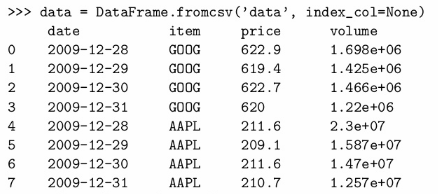 >>> data = DataFrame.fromcsv('data', index_col=None)
date item price volume
0 2009-12-28 GOOG 622.9 1.698e+06
1 2009-12-29 GOOG 619.4 1.425e+06
2 2009-12-30 GOOG 622.7 1.466e+06
3 2009-12-31 GOOG 620 1.22e+06
4 2009-12-28 AAPL 211.6 2.3e+07
5 2009-12-29 AAPL 209.1 1.587e+07
6 2009-12-30 AAPL 211.6 1.47e+07
7 2009-12-31 AAPL 210.7 1.257e+07